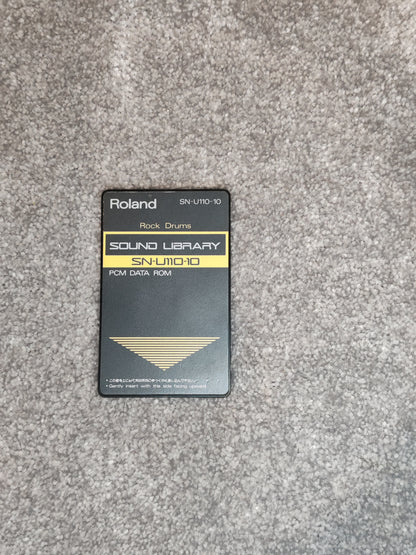 Roland SN-U110-10
Rock Drums
SOUND LIBRARY
SN-U110-10
PCM DATA ROM
• Gently insert with this side facing upward.